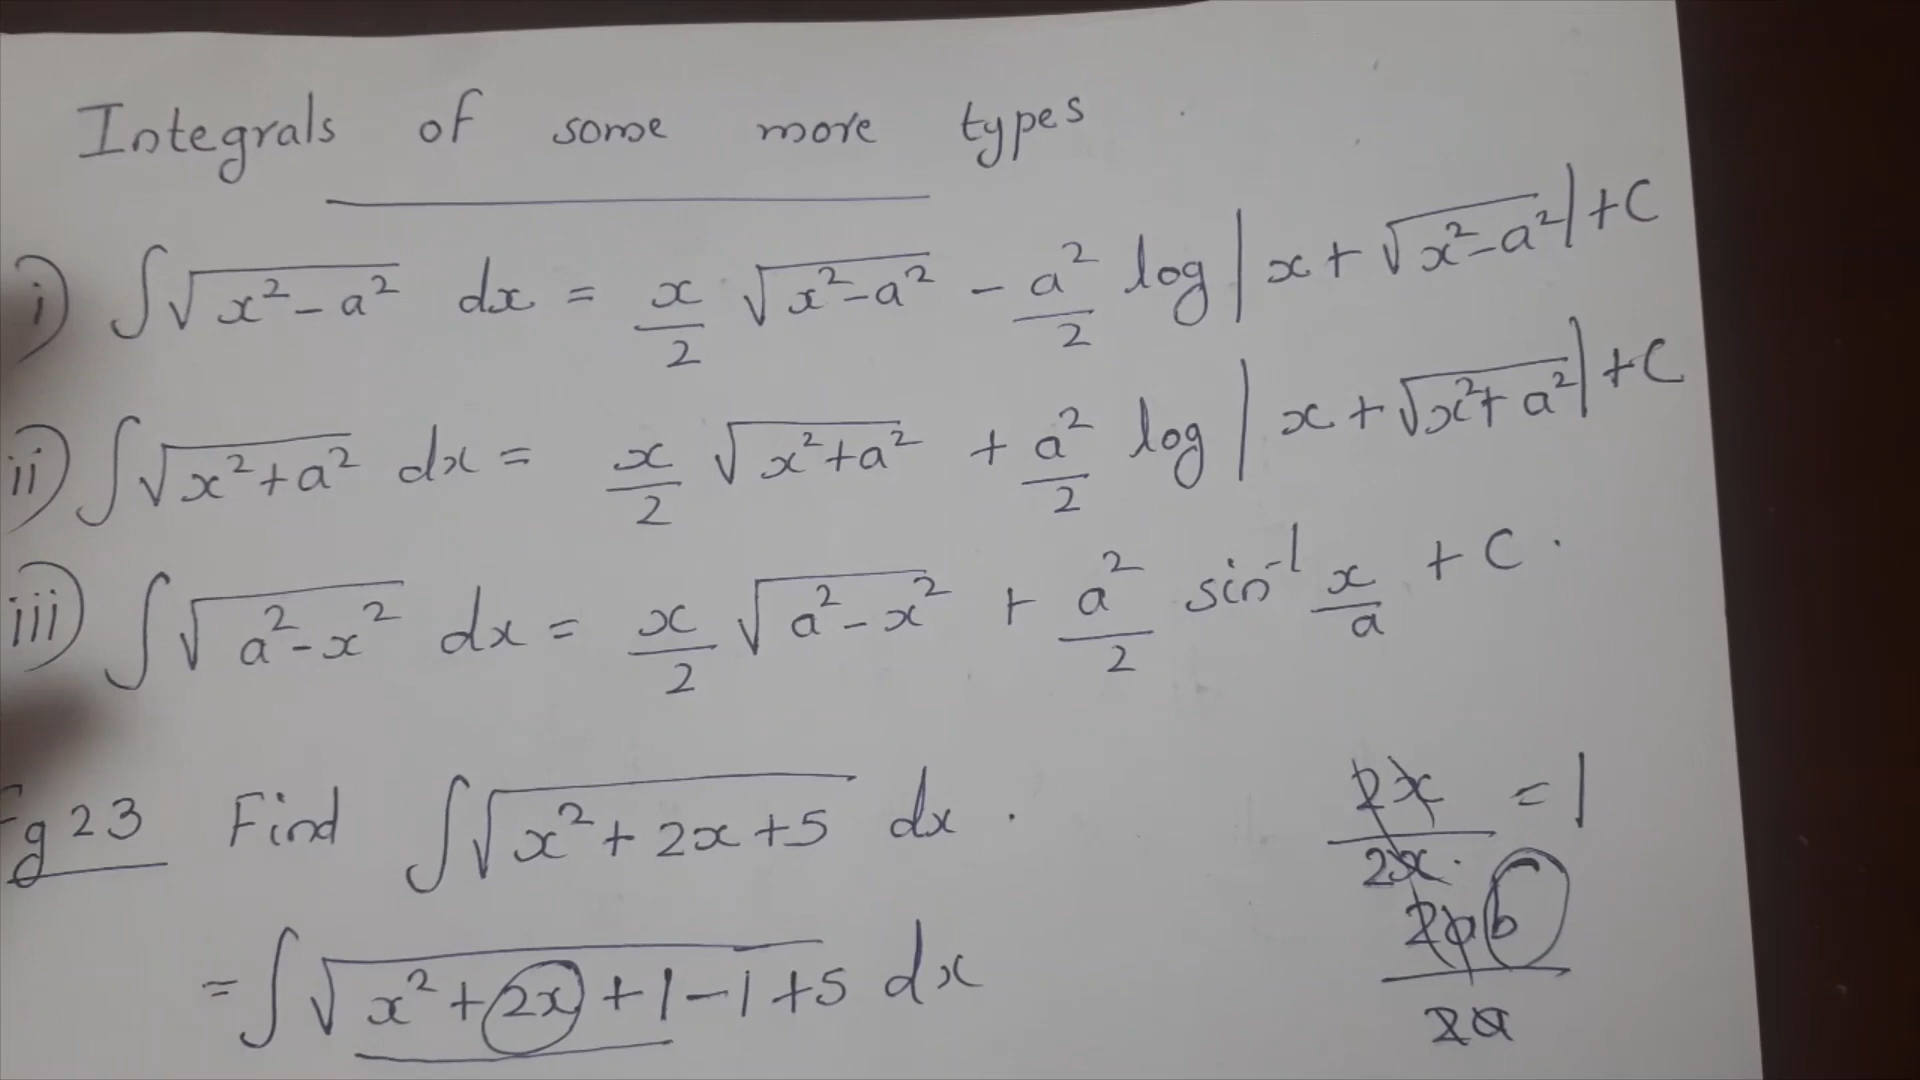 Integrals of some more types
i) ∫√(x²-a²) dx = x/2 √(x²-a²) - a²/2 log|x+√(x²-a²)|+C
ii) ∫√(x²+a²) dx = x/2 √(x²+a²) + a²/2 log|x+√(x²+a²)|+C
iii) ∫√(a²-x²) dx = x/2 √(a²-x²) + a²/2 sin⁻¹ x/a + C.
Eg 23 Find ∫√(x²+2x+5) dx.
= ∫√(x²+2x+1-1+5) dx
2x/2x. = 1
2ab/2a